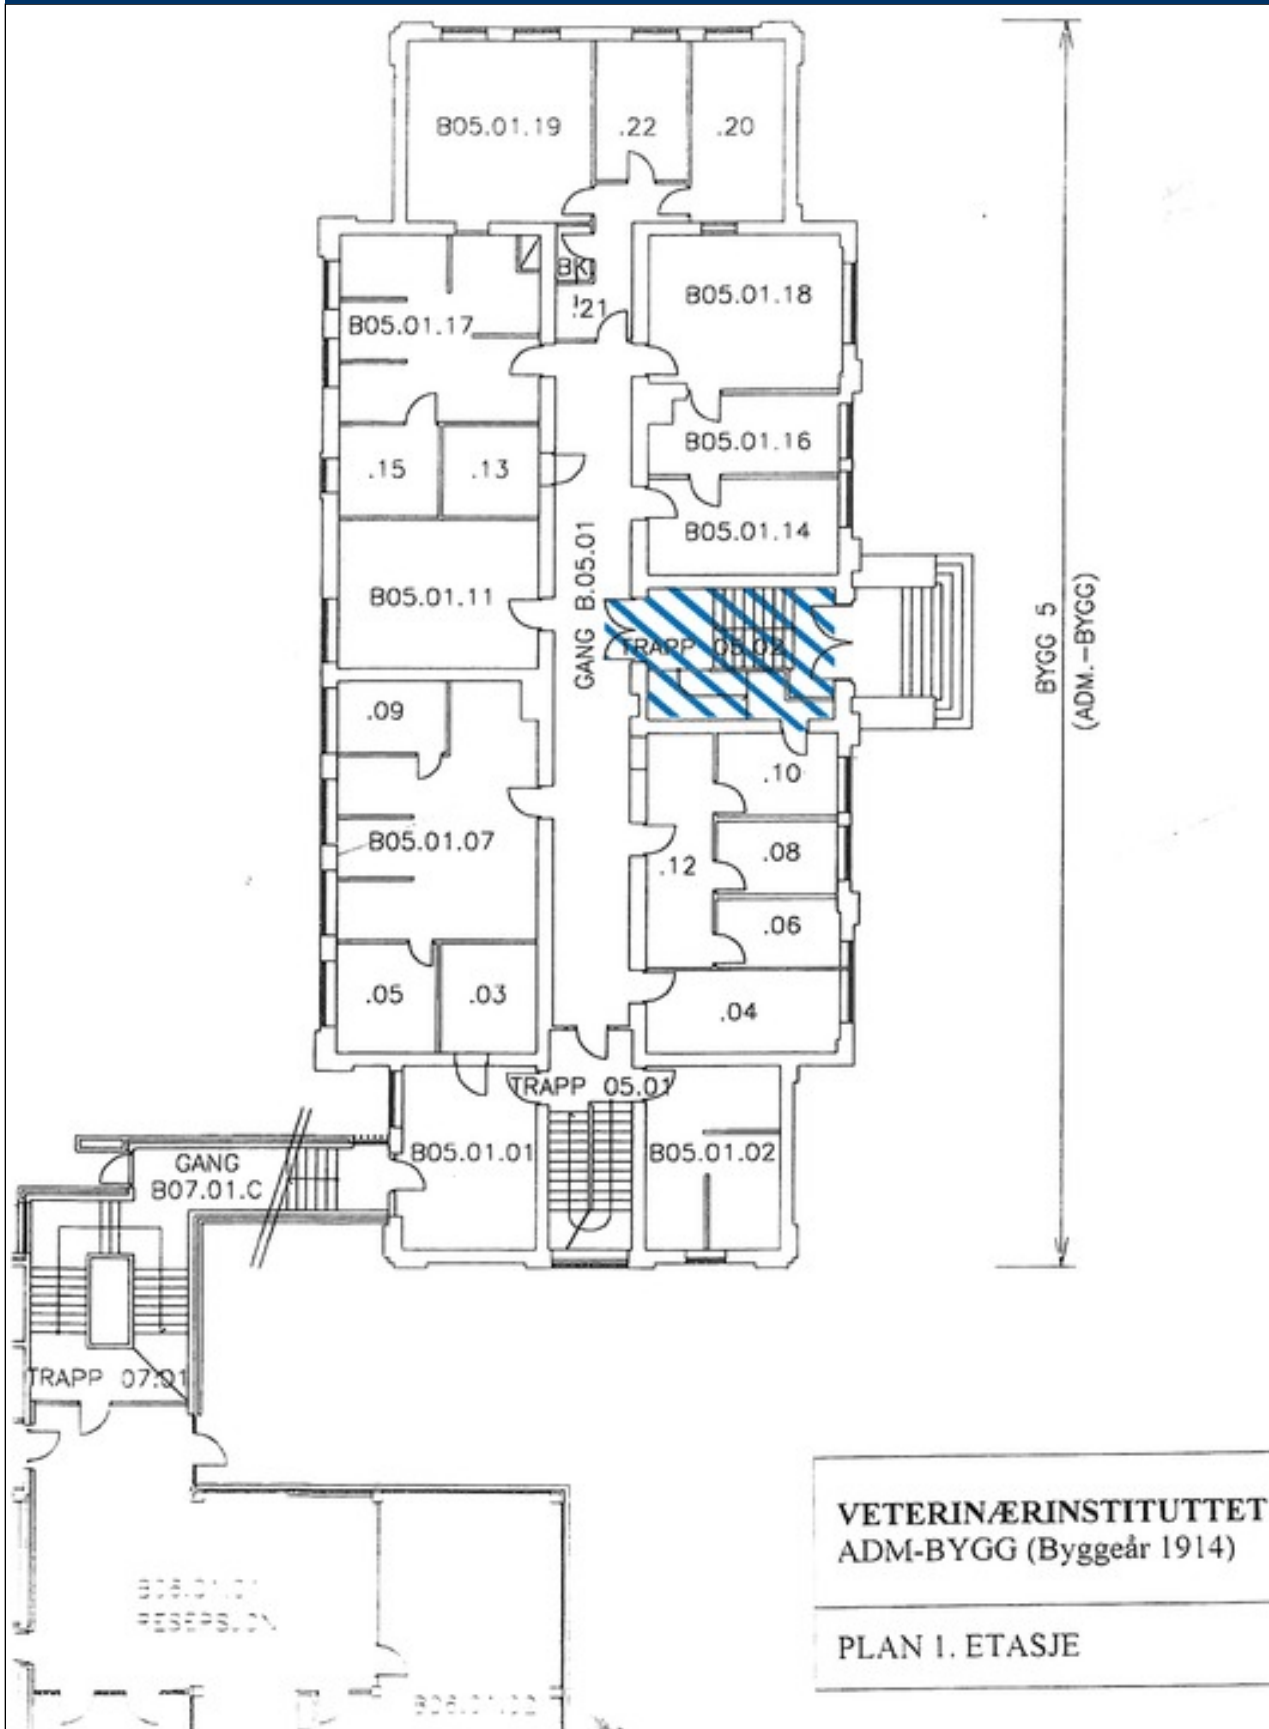 B05.01.19
.22
.20
BK
.21
B05.01.18
B05.01.17
B05.01.16
.15
.13
B05.01.14
GANG B.05.01
B05.01.11
TRAPP 05.02
BYGG 5
(ADM.-BYGG)
.09
.10
B05.01.07
.12
.08
.06
.05
.03
.04
TRAPP 05.01
B05.01.01
B05.01.02
GANG
B07.01.C
TRAPP 07.01
VETERINÆRINSTITUTTET
ADM-BYGG (Byggeår 1914)
PLAN 1. ETASJE